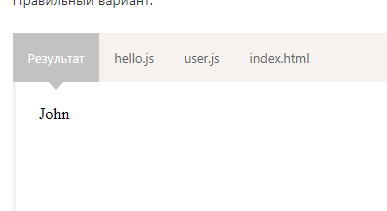 Правильный вариант:
Результат hello.js user.js index.html
John